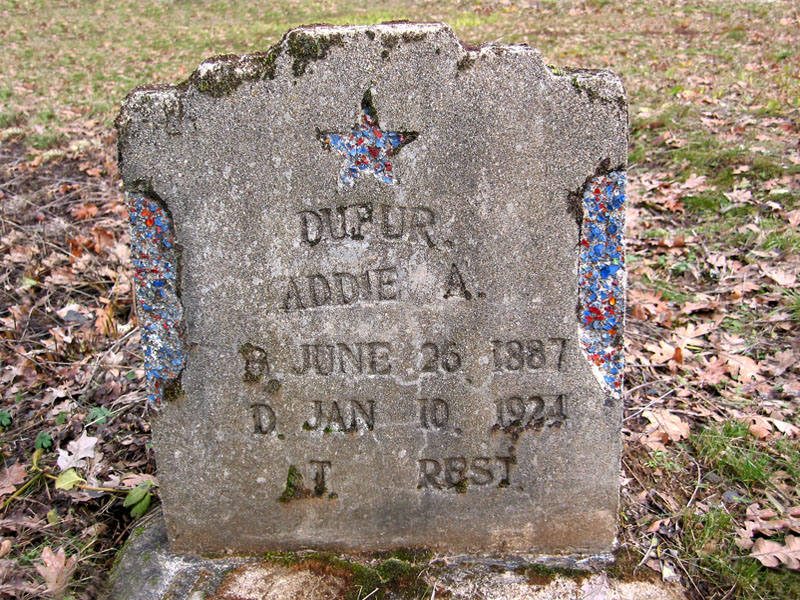 DUFUR.
ADDIE A.
B. JUNE 26, 1887
D. JAN 10, 1924
AT REST.